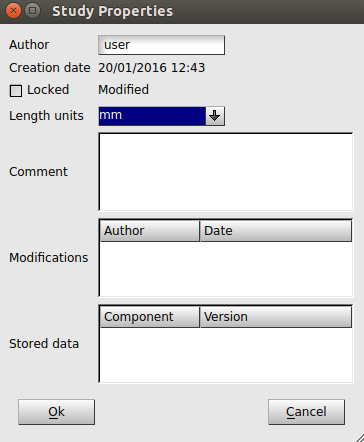 Study Properties
Author user
Creation date 20/01/2016 12:43
Locked Modified
Length units mm
Comment
Author Date
Modifications
Component Version
Stored data
Ok Cancel